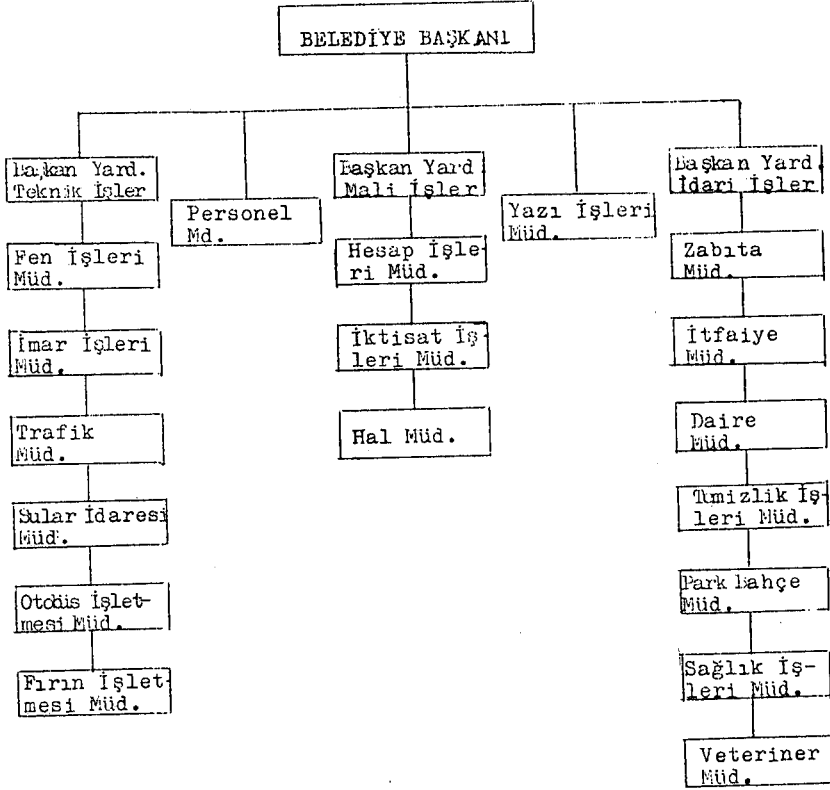 BELEDİYE BAŞKANI
Başkan Yard.
Teknik İşler
Personel
Md.
Başkan Yard
Mali İşler
Yazı İşleri
Müd.
Başkan Yard.
İdari İşler
Fen İşleri
Müd.
İmar İşleri
Müd.
Trafik
Müd.
Sular İdaresi
Müd.
Otobüs İşlet-
mesi Müd.
Fırın İşlet-
mesi Müd.
Hesap İşle-
ri Müd.
İktisat İş-
leri Müd.
Hal Müd.
Zabıta
Müd.
İtfaiye
Müd.
Daire
Müd.
Temizlik İş-
leri Müd.
Park Bahçe
Müd.
Sağlık İş-
leri Müd.
Veteriner
Müd.